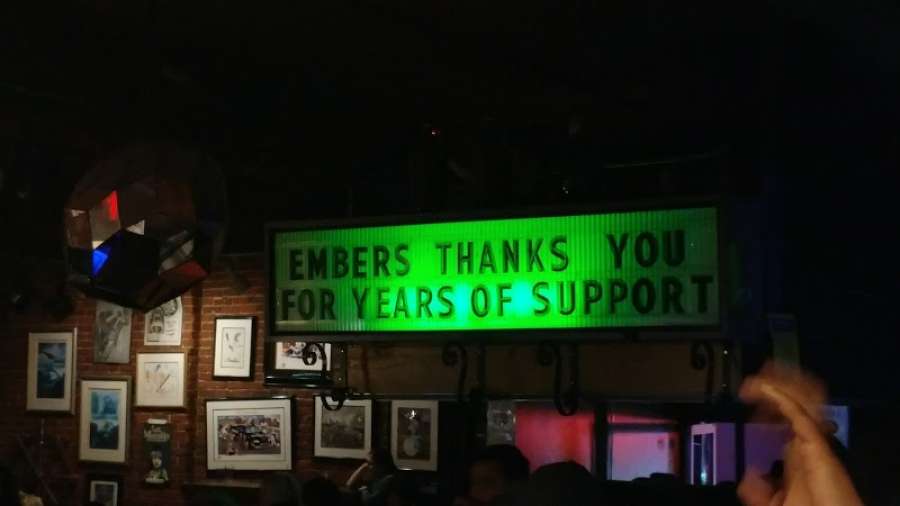 EMBERS THANKS YOU
FOR YEARS OF SUPPORT